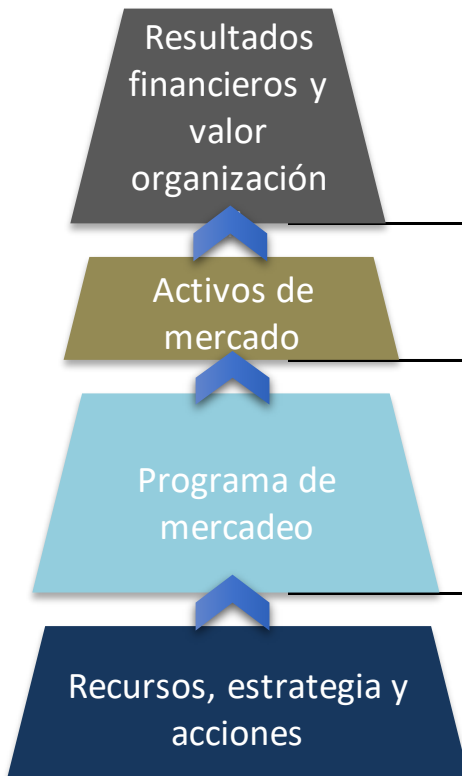 Resultados
financieros y
valor
organización
Activos de
mercado
Programa de
mercadeo
Recursos, estrategia y
acciones